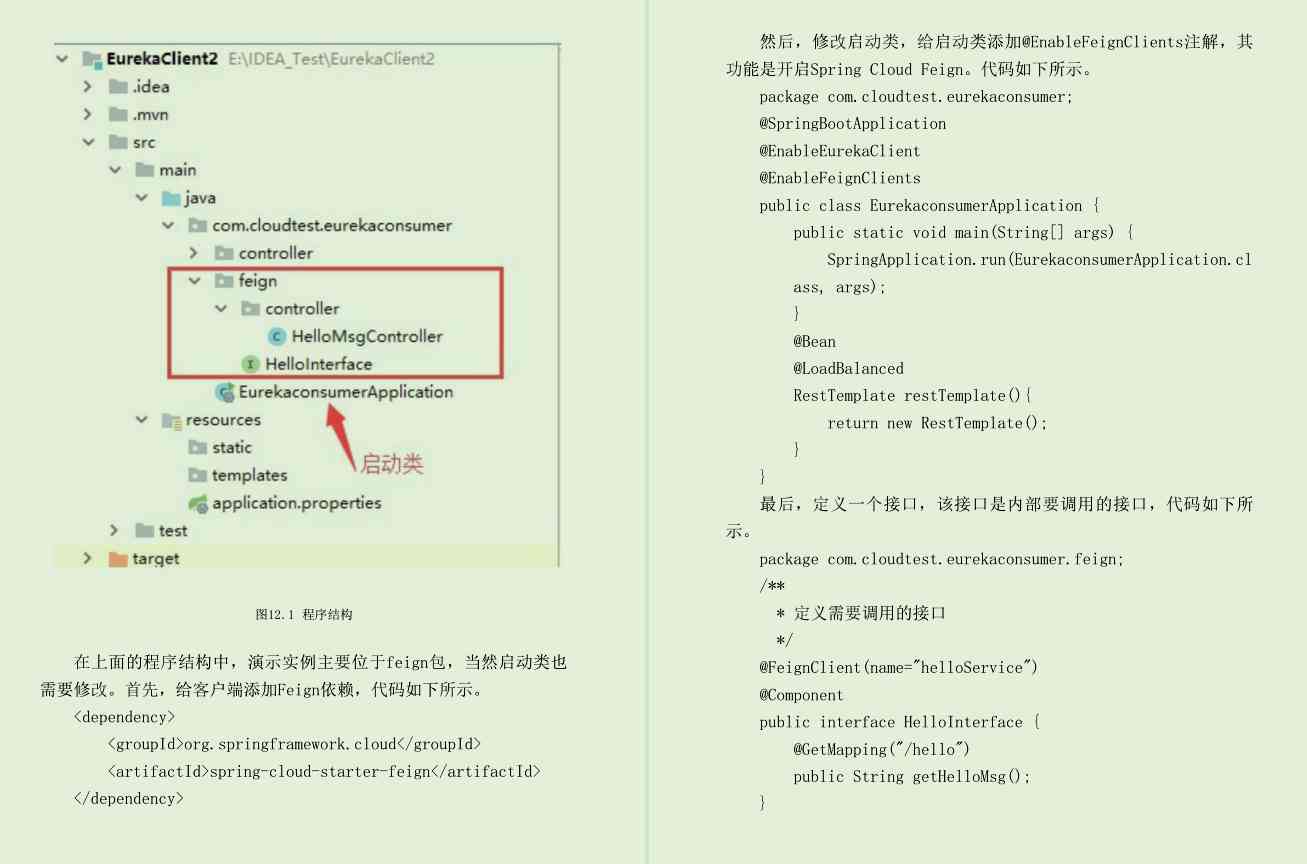 EurekaClient2 E:\IDEA_Test\EurekaClient2
.idea
.mvn
src
main
java
com.cloudtest.eurekaconsumer
controller
feign
controller
HelloMsgController
HelloInterface
EurekaconsumerApplication
resources
启动类
static
templates
application.properties
test
target
图12.1 程序结构
在上面的程序结构中，演示实例主要位于feign包，当然启动类也
需要修改。首先，给客户端添加Feign依赖，代码如下所示。
<dependency>
<groupId>org.springframework.cloud</groupId>
<artifactId>spring-cloud-starter-feign</artifactId>
</dependency>
然后，修改启动类，给启动类添加@EnableFeignClients注解，其
功能是开启Spring Cloud Feign。代码如下所示。
package com.cloudtest.eurekaconsumer;
@SpringBootApplication
@EnableEurekaClient
@EnableFeignClients
public class EurekaconsumerApplication {
public static void main(String[] args) {
SpringApplication.run(EurekaconsumerApplication.cl
ass, args);
}
@Bean
@LoadBalanced
RestTemplate restTemplate(){
return new RestTemplate();
}
}
最后，定义一个接口，该接口是内部要调用的接口，代码如下所
示。
package com.cloudtest.eurekaconsumer.feign;
/**
* 定义需要调用的接口
*/
@FeignClient(name="helloService")
@Component
public interface HelloInterface {
@GetMapping("/hello")
public String getHelloMsg();
}